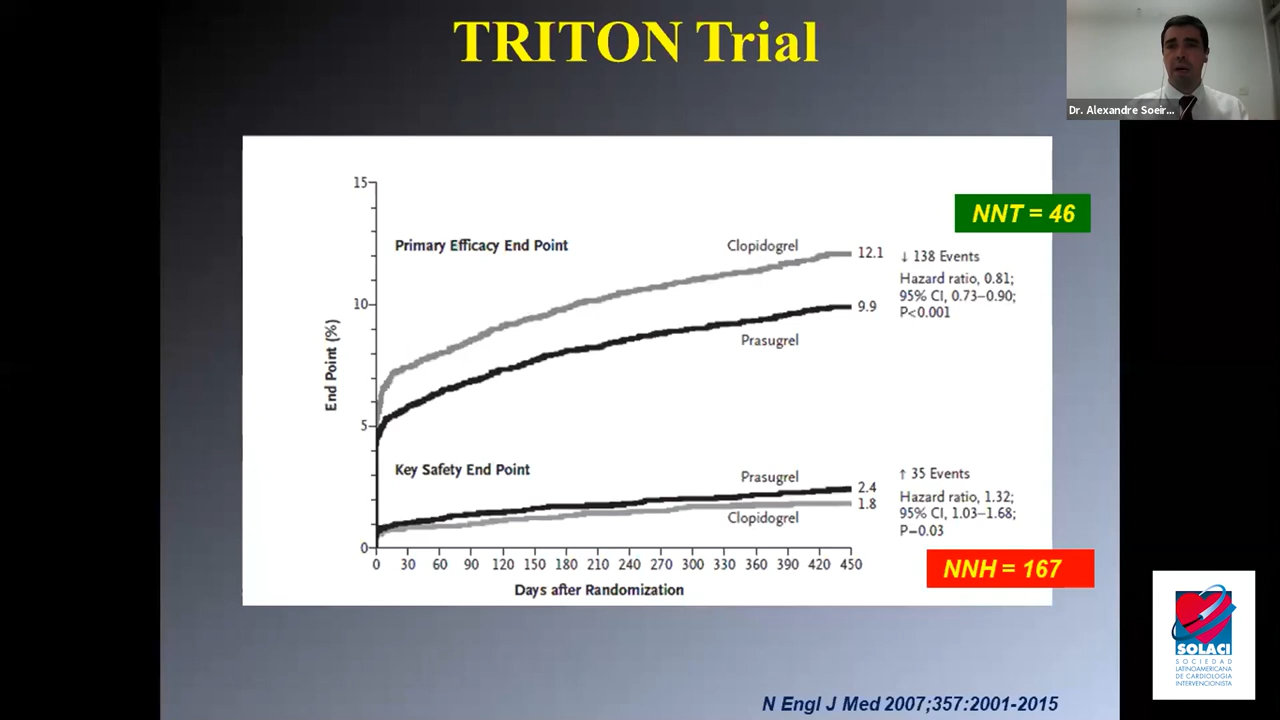 TRITON Trial
Dr. Alexandre Soeir...
NNT = 46
15
10
5
0
End Point (%)
Primary Efficacy End Point
Clopidogrel
12.1
↓ 138 Events
Hazard ratio, 0.81;
95% CI, 0.73–0.90;
P<0.001
9.9
Prasugrel
Key Safety End Point
Prasugrel
2.4
1.8
Clopidogrel
↑ 35 Events
Hazard ratio, 1.32;
95% CI, 1.03–1.68;
P=0.03
0 30 60 90 120 150 180 210 240 270 300 330 360 390 420 450
Days after Randomization
NNH = 167
SOLACI
SOCIEDAD
LATINOAMERICANA
DE CARDIOLOGIA
INTERVENCIONISTA
N Engl J Med 2007;357:2001-2015